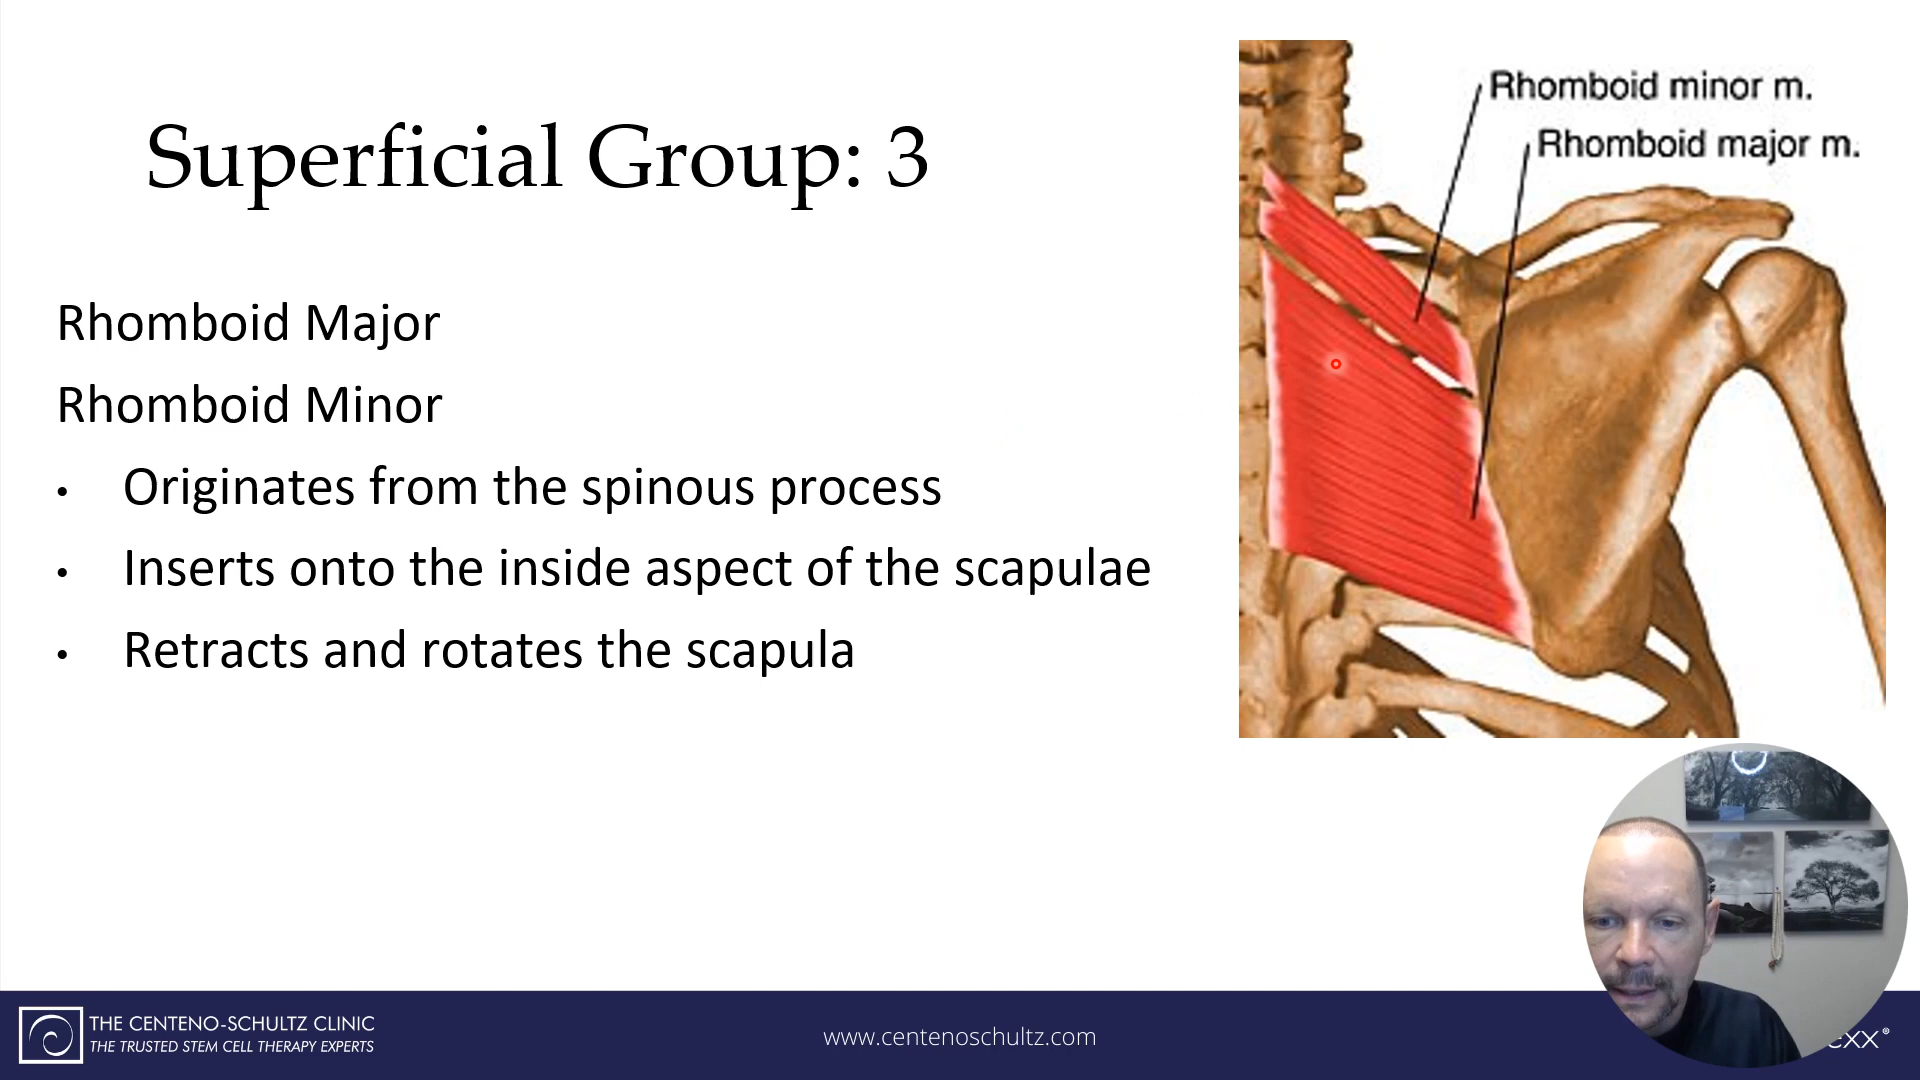 Superficial Group: 3
Rhomboid Major
Rhomboid Minor
• Originates from the spinous process
• Inserts onto the inside aspect of the scapulae
• Retracts and rotates the scapula
Rhomboid minor m.
Rhomboid major m.
THE CENTENO-SCHULTZ CLINIC
THE TRUSTED STEM CELL THERAPY EXPERTS
www.centenoschultz.com